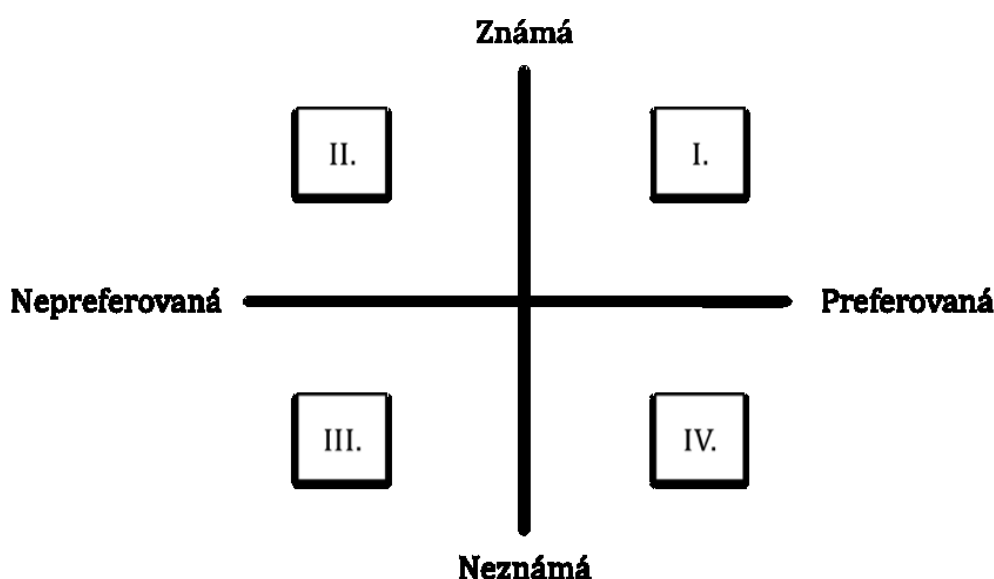 Známá
II.
I.
Nepreferovaná
Preferovaná
III.
IV.
Neznámá